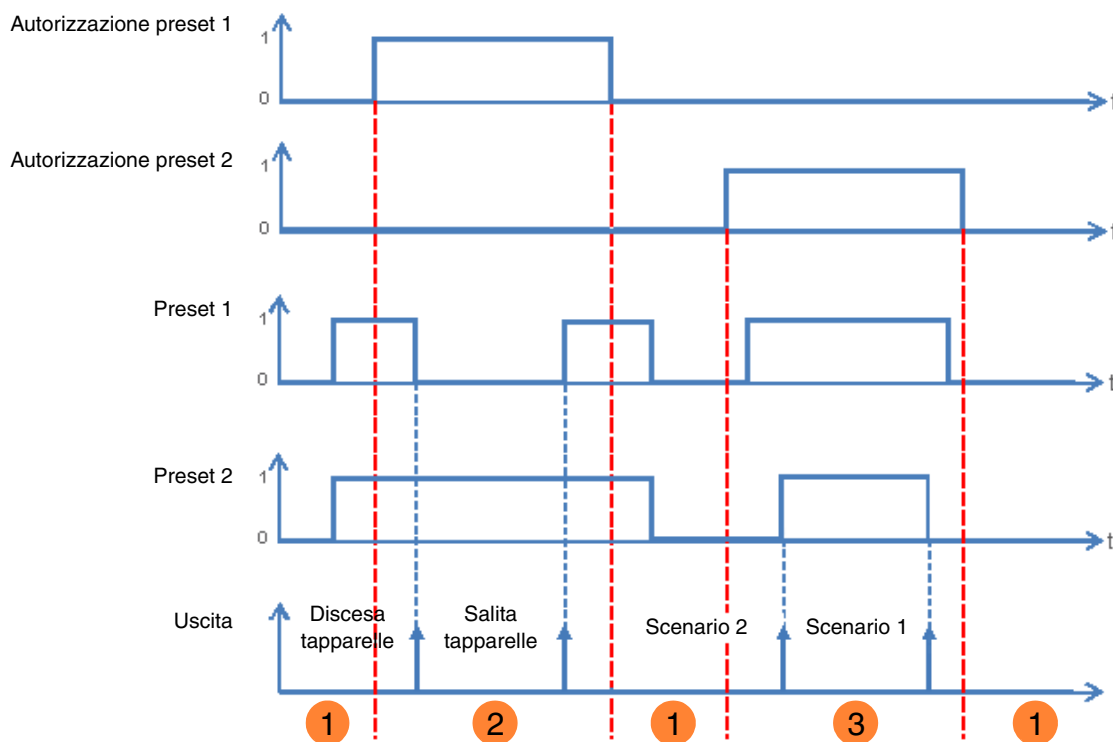 Autorizzazione preset 1
1
0
t
Autorizzazione preset 2
1
0
t
Preset 1
1
0
t
Preset 2
1
0
t
Uscita
Discesa
tapparelle
Salita
tapparelle
Scenario 2
Scenario 1
1
2
1
3
1